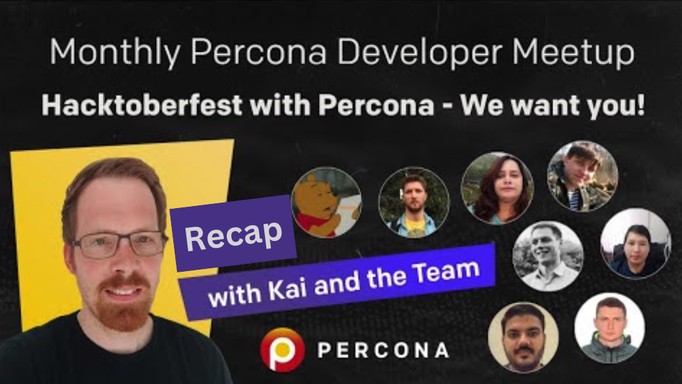 Monthly Percona Developer Meetup
Hacktoberfest with Percona - We want you!
Recap
with Kai and the Team
PERCONA